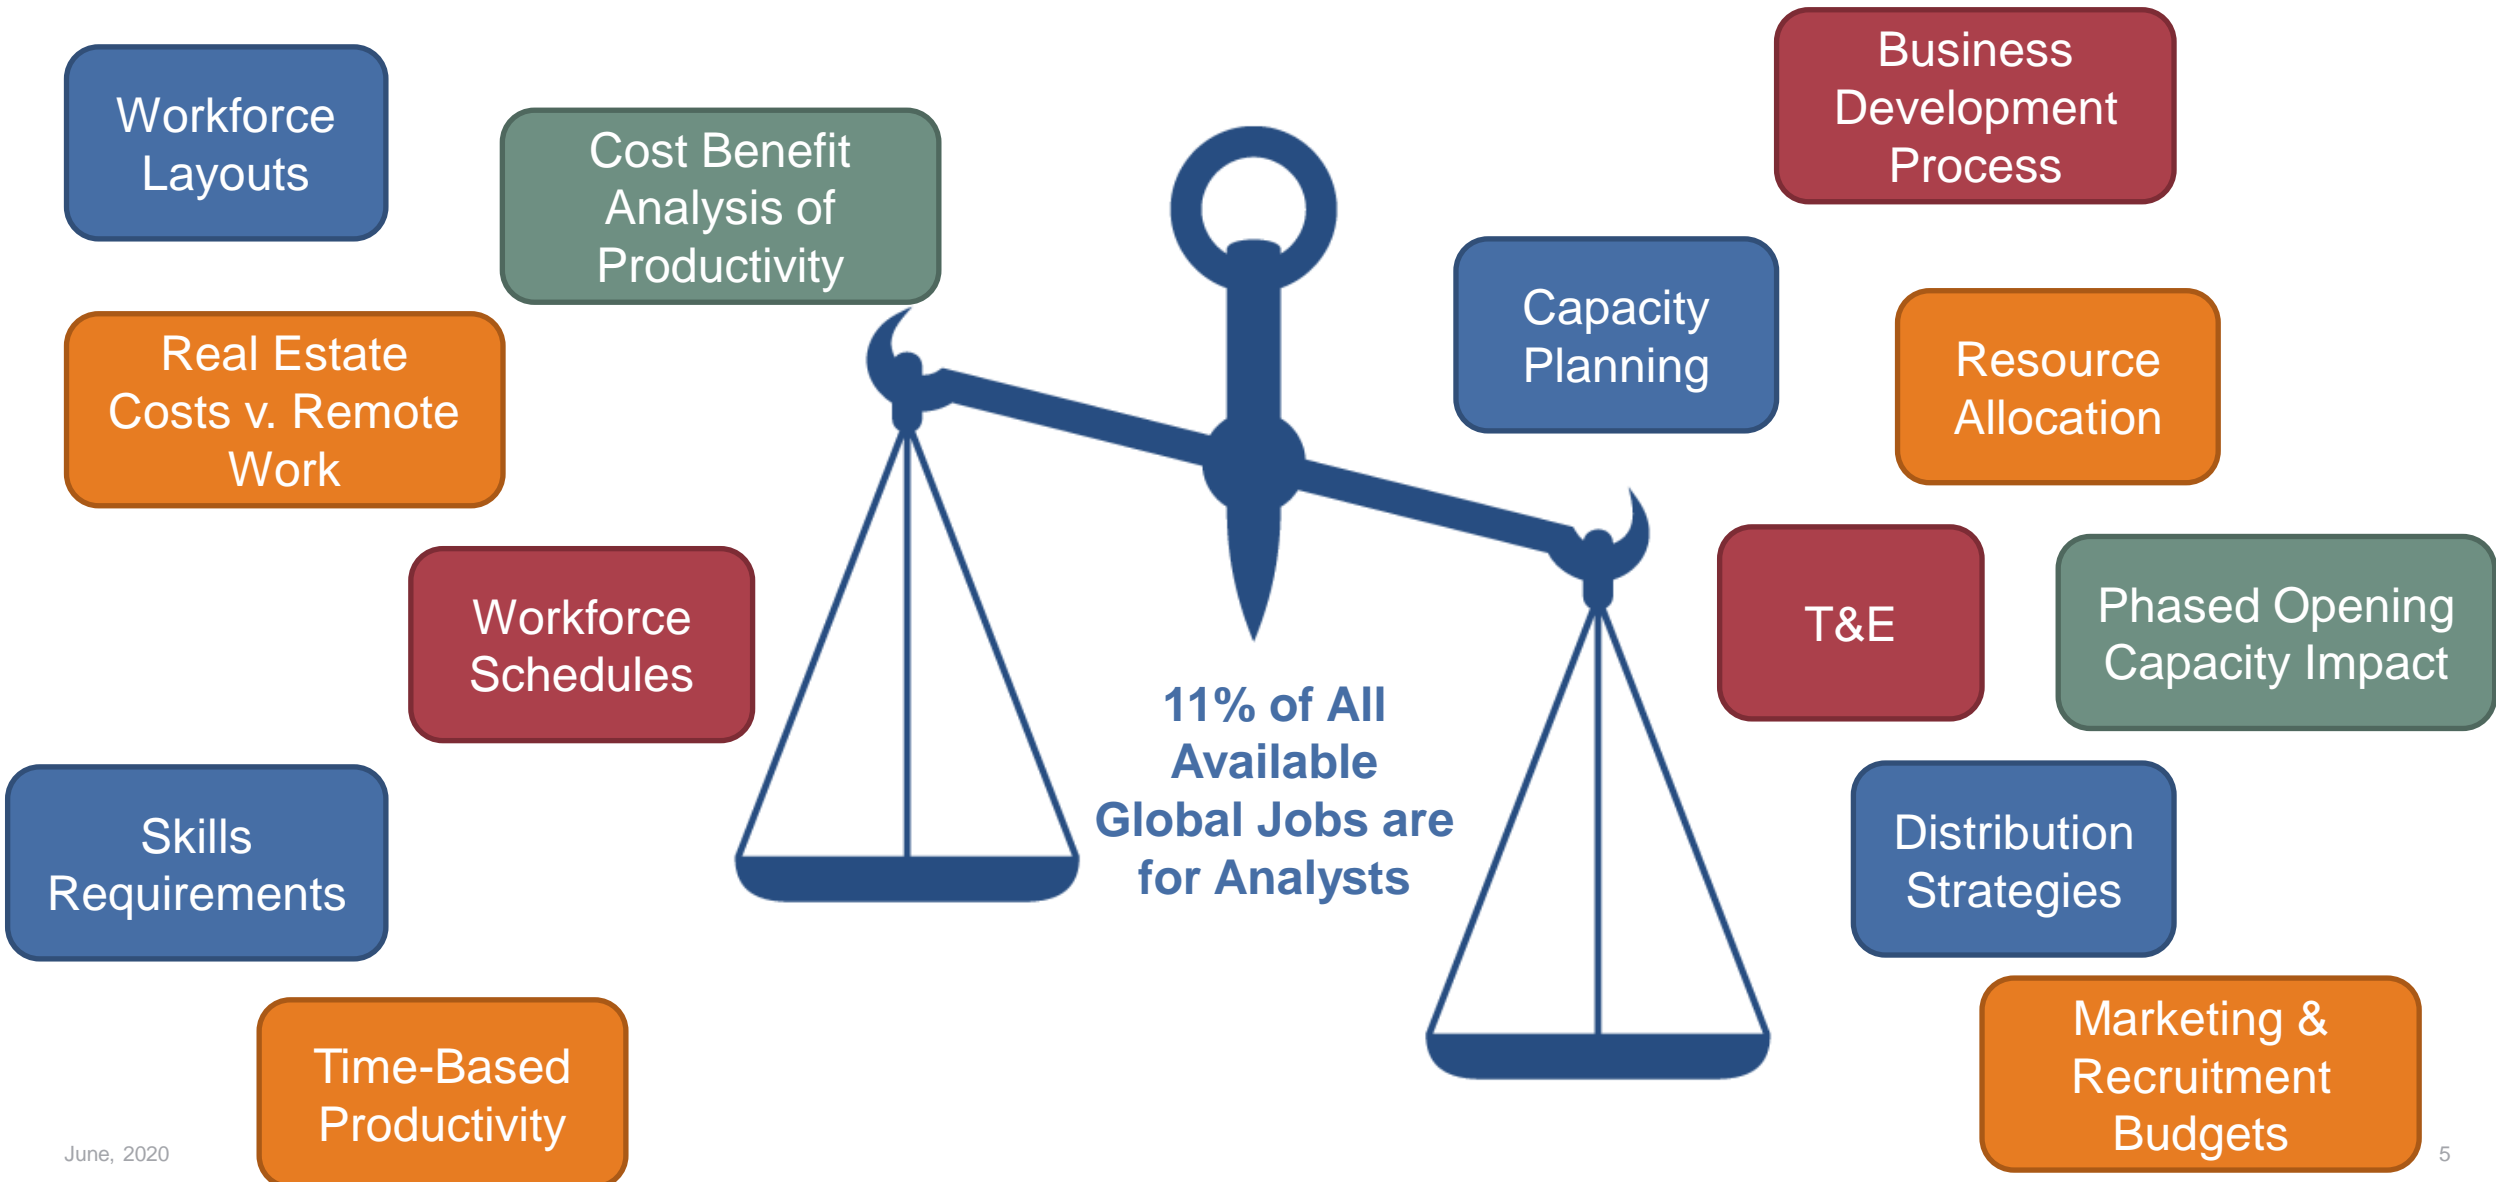 Workforce
Layouts
Cost Benefit
Analysis of
Productivity
Real Estate
Costs v. Remote
Work
Workforce
Schedules
Skills
Requirements
Time-Based
Productivity
11% of All
Available
Global Jobs are
for Analysts
Business
Development
Process
Capacity
Planning
Resource
Allocation
T&E
Phased Opening
Capacity Impact
Distribution
Strategies
Marketing &
Recruitment
Budgets
June, 2020
5